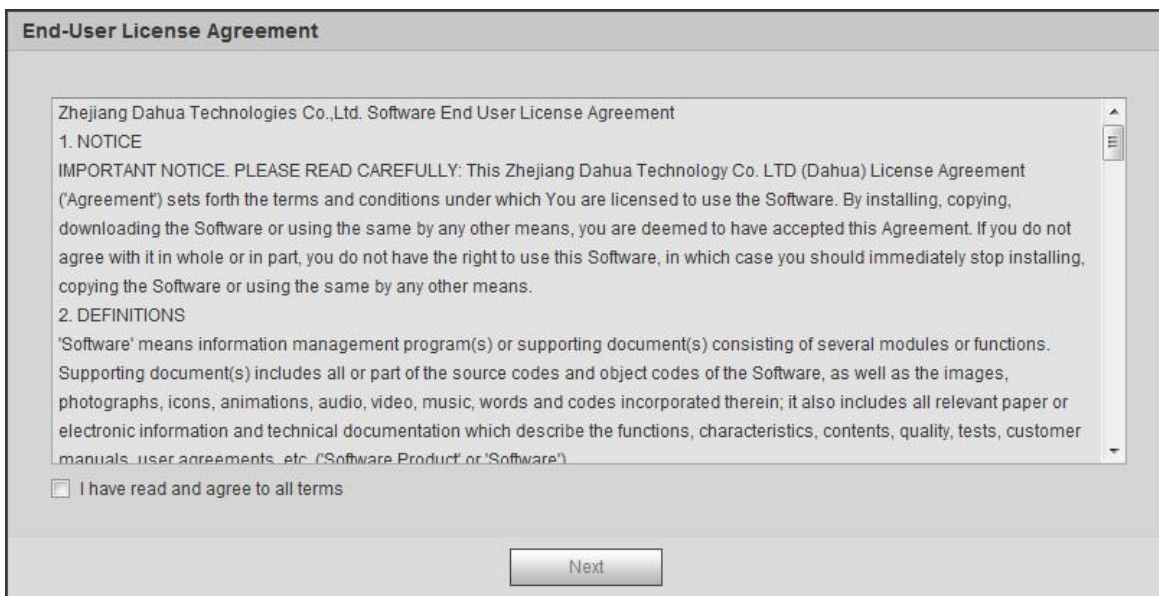 End-User License Agreement
Zhejiang Dahua Technologies Co.,Ltd. Software End User License Agreement
1. NOTICE
IMPORTANT NOTICE. PLEASE READ CAREFULLY: This Zhejiang Dahua Technology Co. LTD (Dahua) License Agreement
('Agreement') sets forth the terms and conditions under which You are licensed to use the Software. By installing, copying,
downloading the Software or using the same by any other means, you are deemed to have accepted this Agreement. If you do not
agree with it in whole or in part, you do not have the right to use this Software, in which case you should immediately stop installing,
copying the Software or using the same by any other means.
2. DEFINITIONS
'Software' means information management program(s) or supporting document(s) consisting of several modules or functions.
Supporting document(s) includes all or part of the source codes and object codes of the Software, as well as the images,
photographs, icons, animations, audio, video, music, words and codes incorporated therein; it also includes all relevant paper or
electronic information and technical documentation which describe the functions, characteristics, contents, quality, tests, customer
manuals, user agreements, etc. ('Software Product' or 'Software')
I have read and agree to all terms
Next